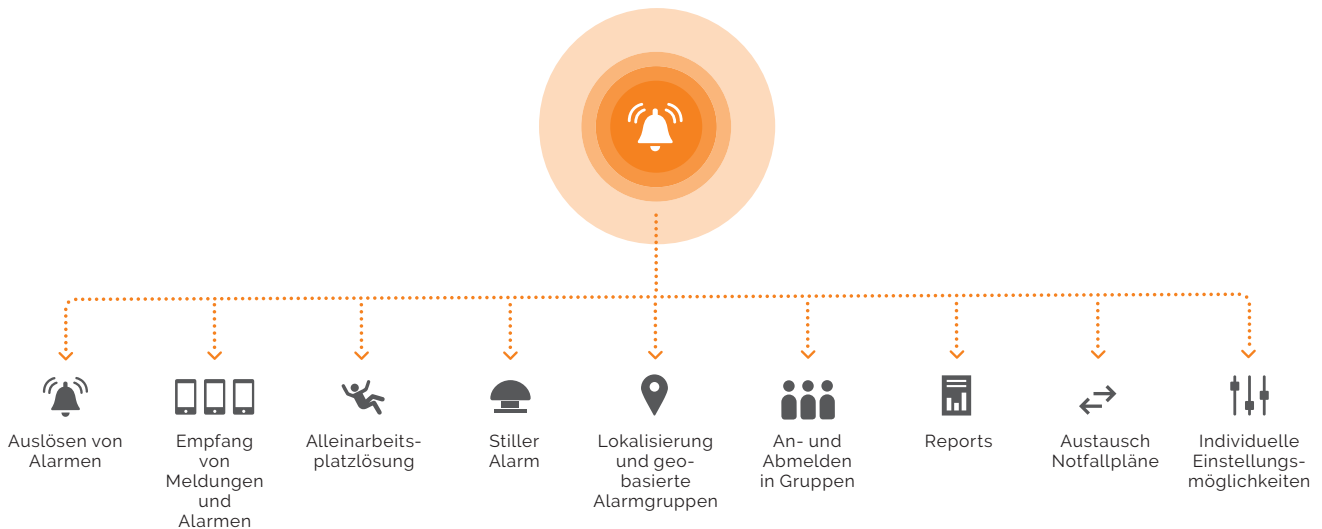 Auslösen von
Alarmen
Empfang
von
Meldungen
und
Alarmen
Alleinarbeits-
platzlösung
Stiller
Alarm
Lokalisierung
und geo-
basierte
Alarmgruppen
An- und
Abmelden
in Gruppen
Reports
Austausch
Notfallpläne
Individuelle
Einstellungs-
möglichkeiten